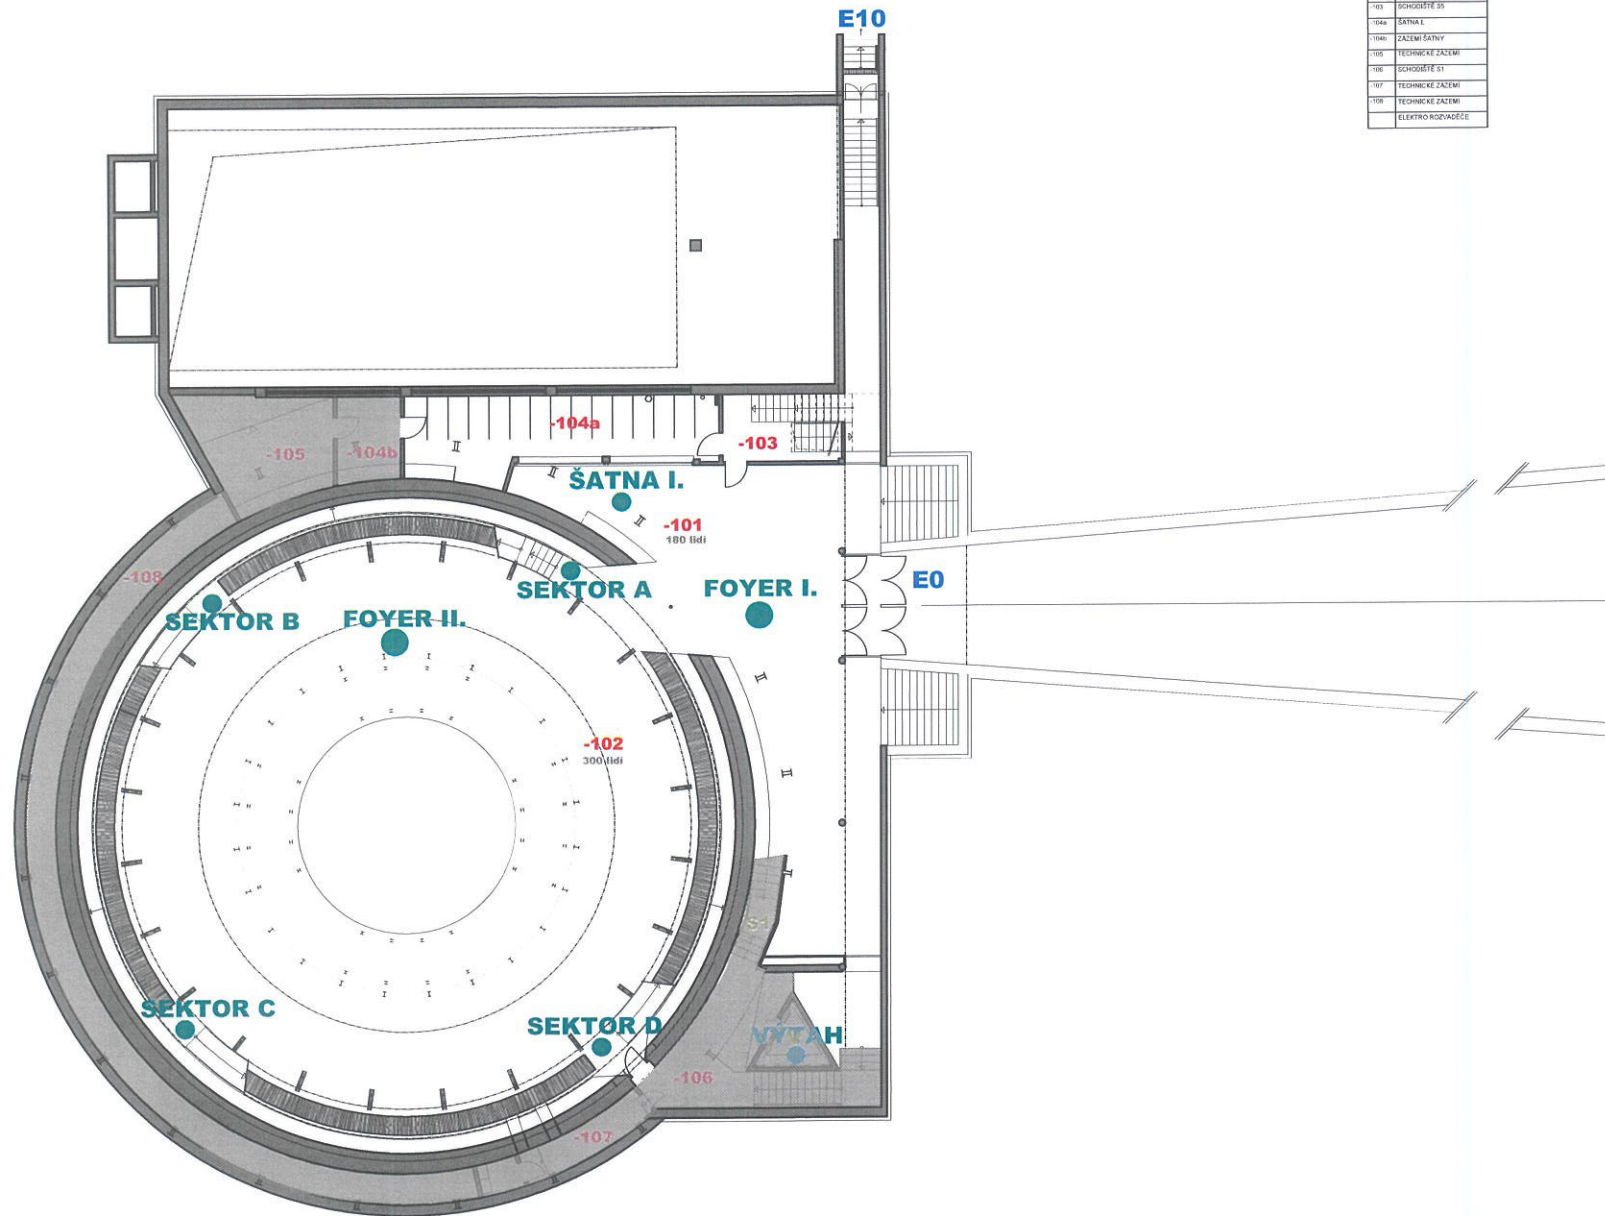 E10
-103 SCHODIŠTĚ S5
-104a ŠATNA I.
-104b ZÁZEMÍ ŠATNY
-105 TECHNICKÉ ZÁZEMÍ
-106 SCHODIŠTĚ S1
-107 TECHNICKÉ ZÁZEMÍ
-108 TECHNICKÉ ZÁZEMÍ
ELEKTRO ROZVADĚČE
-104a
-103
-105
-104b
ŠATNA I.
-101
180 lidí
-108
SEKTOR A
FOYER I.
E0
SEKTOR B
FOYER II.
-102
300 lidí
S1
SEKTOR C
SEKTOR D
VÝTAH
-106
-107